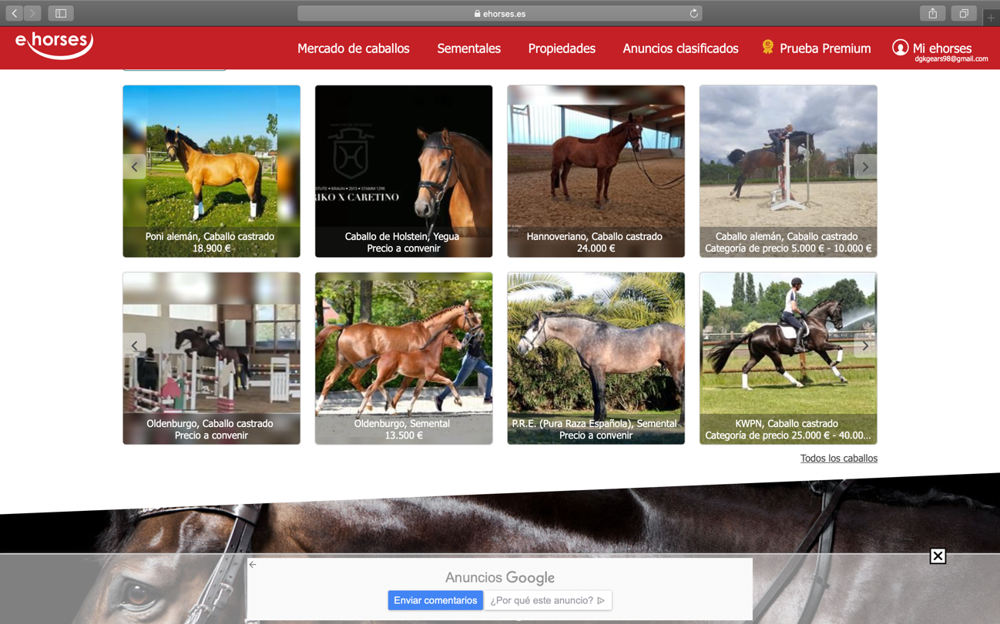 ehorses.es
ehorses
Mercado de caballos
Sementales
Propiedades
Anuncios clasificados
Prueba Premium
Mi ehorses
dgkgears98@gmail.com
Poni alemán, Caballo castrado
18.900 €
RIKO X CARETINO
Caballo de Holstein, Yegua
Precio a convenir
Hannoveriano, Caballo castrado
24.000 €
Caballo alemán, Caballo castrado
Categoría de precio 5.000 € - 10.000 €
Oldenburgo, Caballo castrado
Precio a convenir
Oldenburgo, Semental
13.500 €
P.R.E. (Pura Raza Española), Semental
Precio a convenir
KWPN, Caballo castrado
Categoría de precio 25.000 € - 40.00...
Todos los caballos
Anuncios Google
Enviar comentarios
¿Por qué este anuncio?